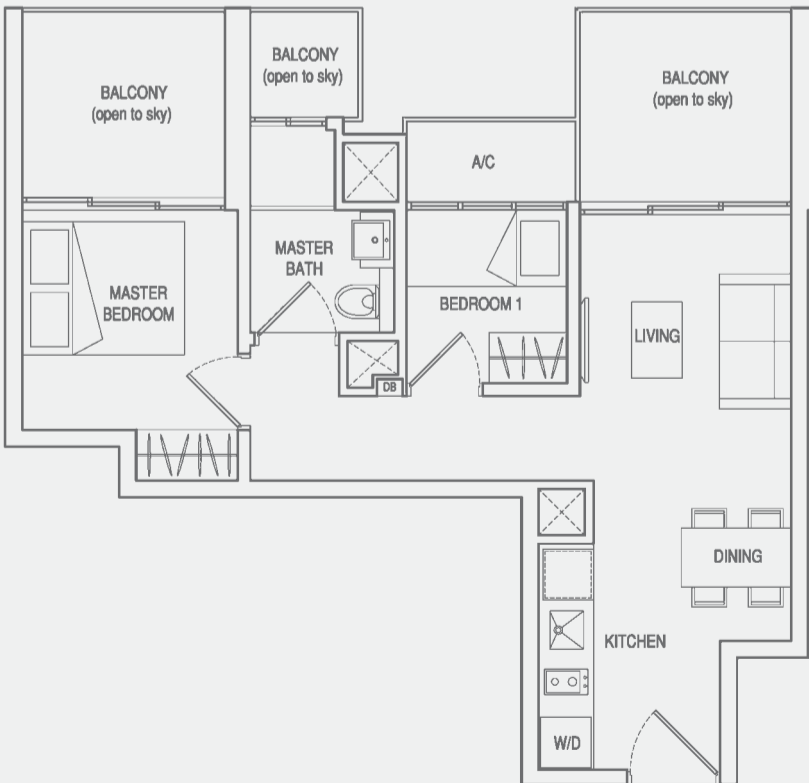 BALCONY
(open to sky)
BALCONY
(open to sky)
BALCONY
(open to sky)
A/C
MASTER
BATH
MASTER
BEDROOM
BEDROOM 1
LIVING
DB
DINING
KITCHEN
W/D